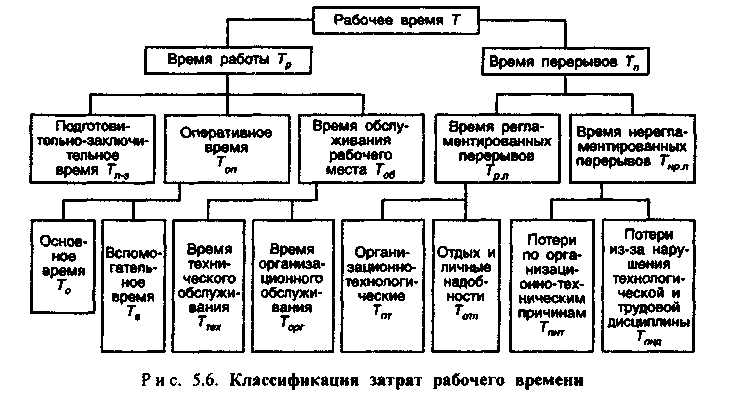 Рабочее время T
Время работы Tр
Время перерывов Tп
Подготови-
тельно-заключи-
тельное
время Tп-з
Оперативное
время
Tоп
Время обслу-
живания
рабочего
места Tоб
Время регла-
ментированных
перерывов
Tр.п
Время нерегла-
ментированных
перерывов Tнр.п
Основ-
ное
время
Tо
Вспомо-
гатель-
ное
время
Tв
Время
техни-
ческого
обслужи-
вания
Tтех
Время
организа-
ционного
обслужи-
вания
Tорг
Органи-
зационно-
технологи-
ческие
Tпт
Отдых и
личные
надоб-
ности
Tотл
Потери
по орга-
низаци-
онно-тех-
ническим
причинам
Tпнт
Потери
из-за нару-
шения
технологи-
ческой и
трудовой
дисциплины
Tпнд
Рис. 5.6. Классификация затрат рабочего времени